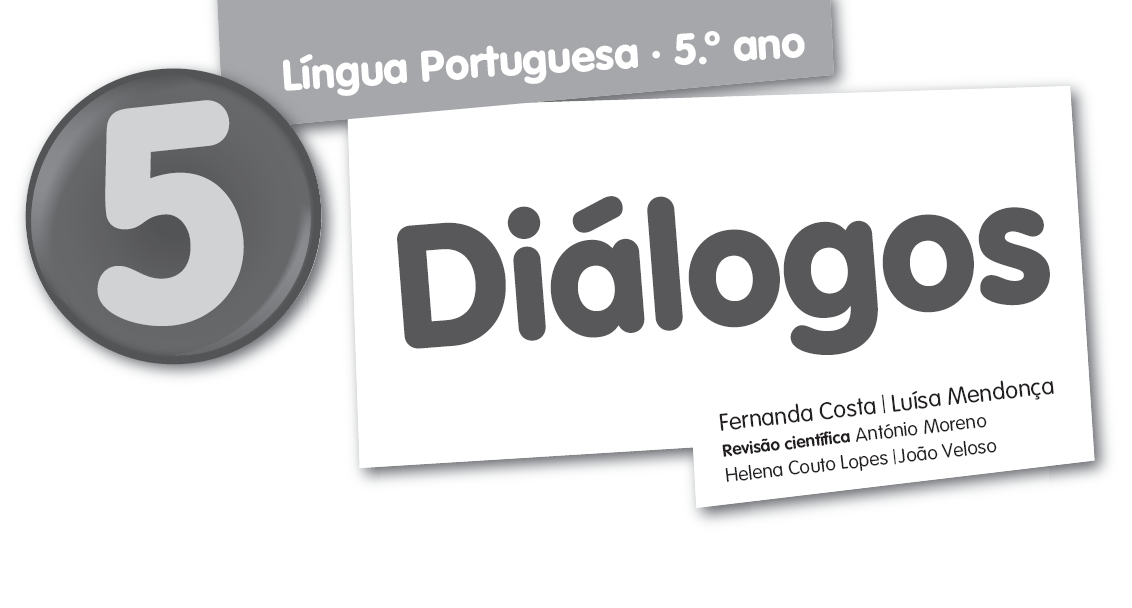 Língua Portuguesa · 5.º ano
5
Diálogos
Fernanda Costa | Luísa Mendonça
Revisão científica António Moreno
Helena Couto Lopes | João Veloso